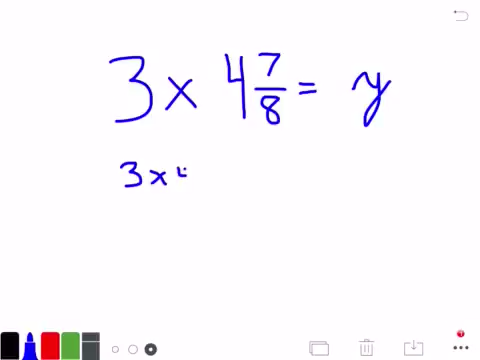 3 x 4 7/8 = y
3 x